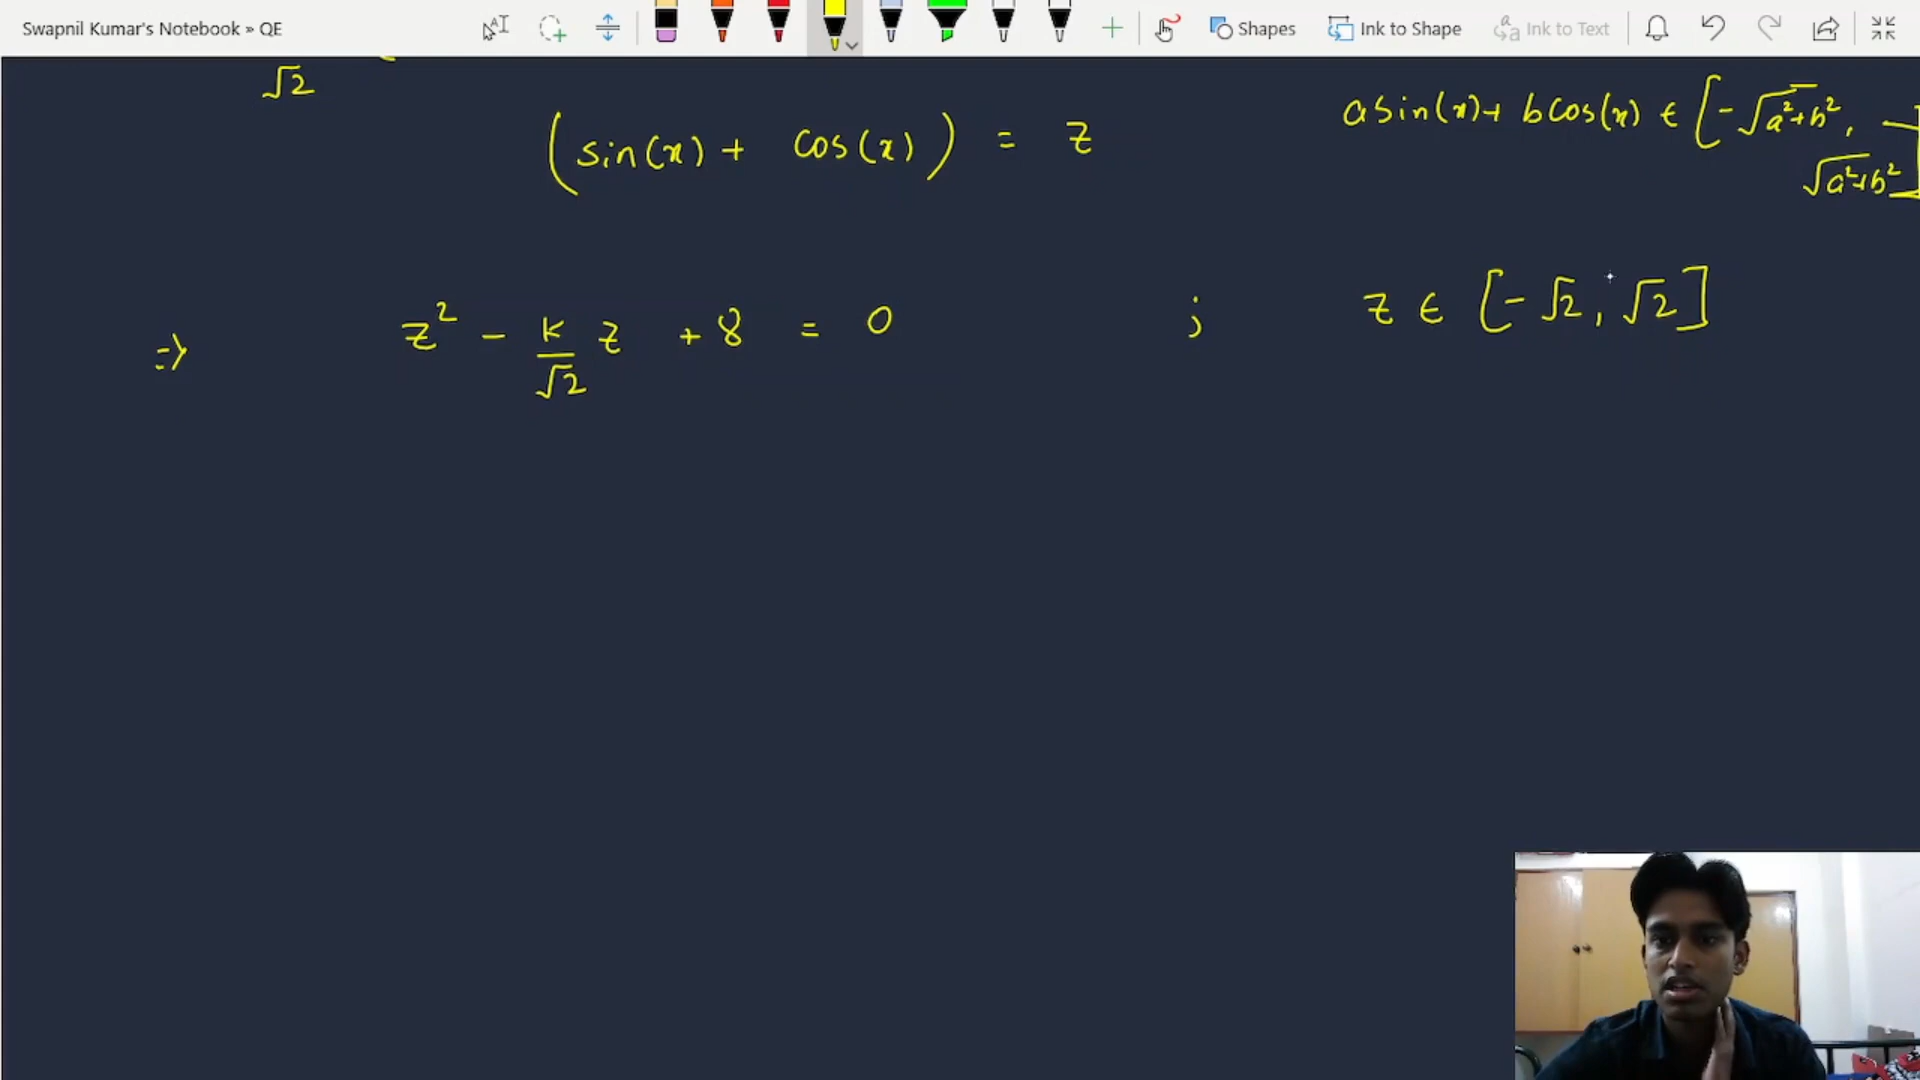 Swapnil Kumar's Notebook » QE
Shapes
Ink to Shape
Ink to Text
√2
(sin(x) + cos(x)) = z
a sin(x) + b cos(x) ∈ [-√a²+b²,
√a²+b²]
=> z² - k/√2 z + 8 = 0 ; z ∈ [-√2, √2]